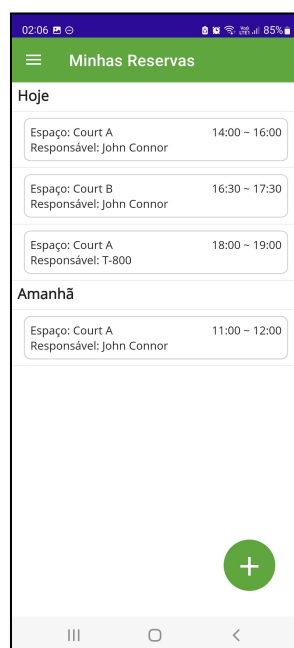 02:06 85%
Minhas Reservas
Hoje
Espaço: Court A 14:00 ~ 16:00
Responsável: John Connor
Espaço: Court B 16:30 ~ 17:30
Responsável: John Connor
Espaço: Court A 18:00 ~ 19:00
Responsável: T-800
Amanhã
Espaço: Court A 11:00 ~ 12:00
Responsável: John Connor